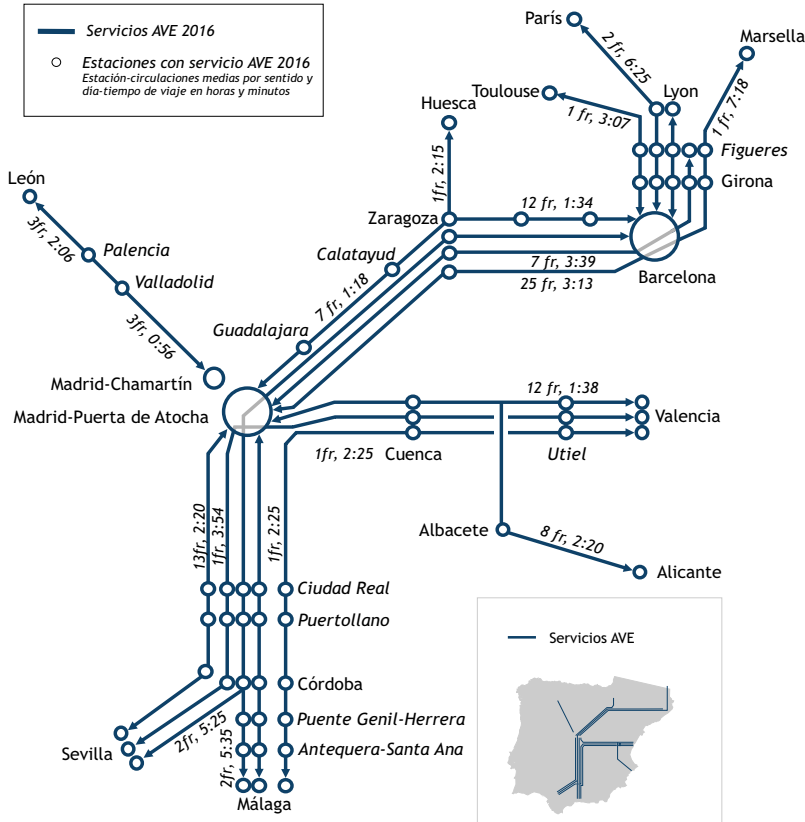 Servicios AVE 2016
Estaciones con servicio AVE 2016
Estación-circulaciones medias por sentido y
dia-tiempo de viaje en horas y minutos
París
Marsella
2 fr, 6:25
Toulouse
Lyon
1 fr, 7:18
Huesca
1 fr, 3:07
Figueres
1fr, 2:15
Girona
León
12 fr, 1:34
Zaragoza
3fr, 2:06
Palencia
Calatayud
7 fr, 3:39
Barcelona
Valladolid
7 fr, 1:18
25 fr, 3:13
Guadalajara
3fr, 0:56
Madrid-Chamartín
12 fr, 1:38
Madrid-Puerta de Atocha
Valencia
1fr, 2:25
Cuenca
Utiel
13fr, 2:20
1fr, 3:54
1fr, 2:25
Albacete
8 fr, 2:20
Alicante
Ciudad Real
Puertollano
Servicios AVE
Córdoba
Puente Genil-Herrera
2fr, 5:25
Sevilla
Antequera-Santa Ana
2fr, 5:35
Málaga